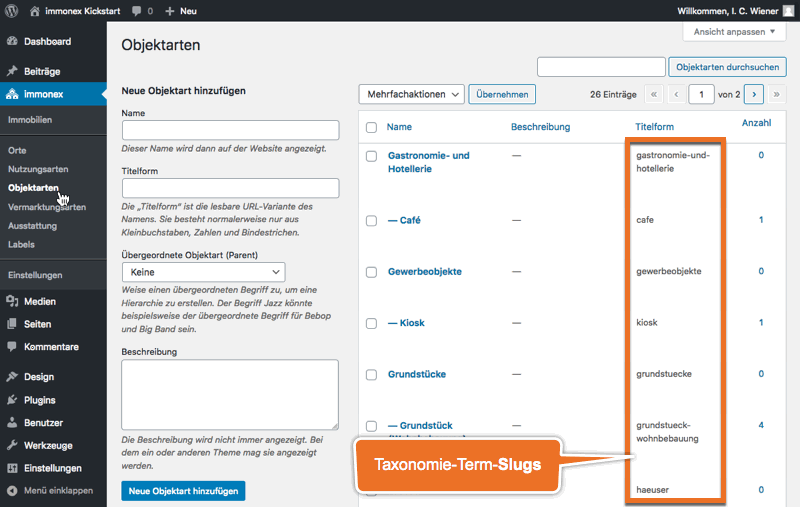 immonex Kickstart 0 + Neu Willkommen, I. C. Wiener
Dashboard
Beiträge
immonex
Immobilien
Orte
Nutzungsarten
Objektarten
Vermarktungsarten
Ausstattung
Labels
Einstellungen
Medien
Seiten
Kommentare
Design
Plugins
Benutzer
Werkzeuge
Einstellungen
Menü einklappen
Ansicht anpassen ▼
Objektarten
Objektarten durchsuchen
Neue Objektart hinzufügen
Name
Dieser Name wird dann auf der Website angezeigt.
Titelform
Die „Titelform“ ist die lesbare URL-Variante des
Namens. Sie besteht normalerweise nur aus
Kleinbuchstaben, Zahlen und Bindestrichen.
Übergeordnete Objektart (Parent)
Keine
Weise einen übergeordneten Begriff zu, um eine
Hierarchie zu erstellen. Der Begriff Jazz könnte
beispielsweise der übergeordnete Begriff für Bebop
und Big Band sein.
Beschreibung
Die Beschreibung wird nicht immer angezeigt. Bei
dem ein oder anderen Theme mag sie angezeigt
werden.
Neue Objektart hinzufügen
Mehrfachaktionen Übernehmen 26 Einträge « ‹ 1 von 2 › »
Name Beschreibung Titelform Anzahl
Gastronomie- und — gastronomie-und- 0
Hotellerie hotellerie
— Café — cafe 1
Gewerbeobjekte — gewerbeobjekte 0
— Kiosk — kiosk 1
Grundstücke — grundstuecke 0
— Grundstück — grundstueck- 4
wohnbebauung
Taxonomie-Term-Slugs
haeuser 0